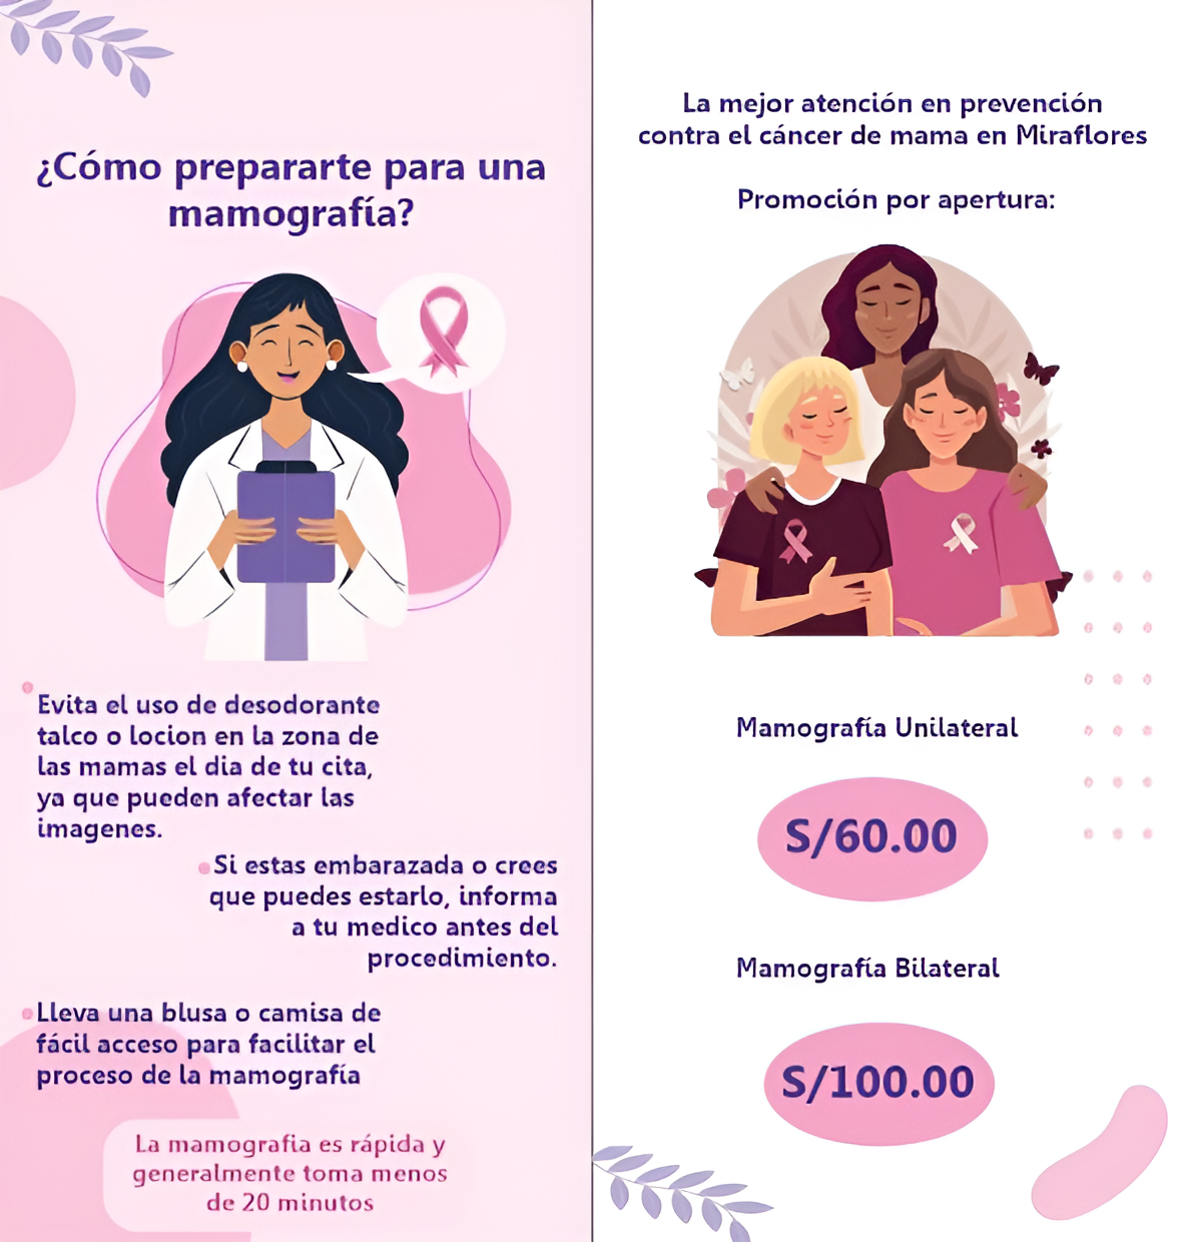 ¿Cómo prepararte para una
mamografía?
Evita el uso de desodorante
talco o locion en la zona de
las mamas el dia de tu cita,
ya que pueden afectar las
imagenes.
Si estas embarazada o crees
que puedes estarlo, informa
a tu medico antes del
procedimiento.
Lleva una blusa o camisa de
fácil acceso para facilitar el
proceso de la mamografía
La mamografia es rápida y
generalmente toma menos
de 20 minutos
La mejor atención en prevención
contra el cáncer de mama en Miraflores
Promoción por apertura:
Mamografía Unilateral
S/60.00
Mamografía Bilateral
S/100.00